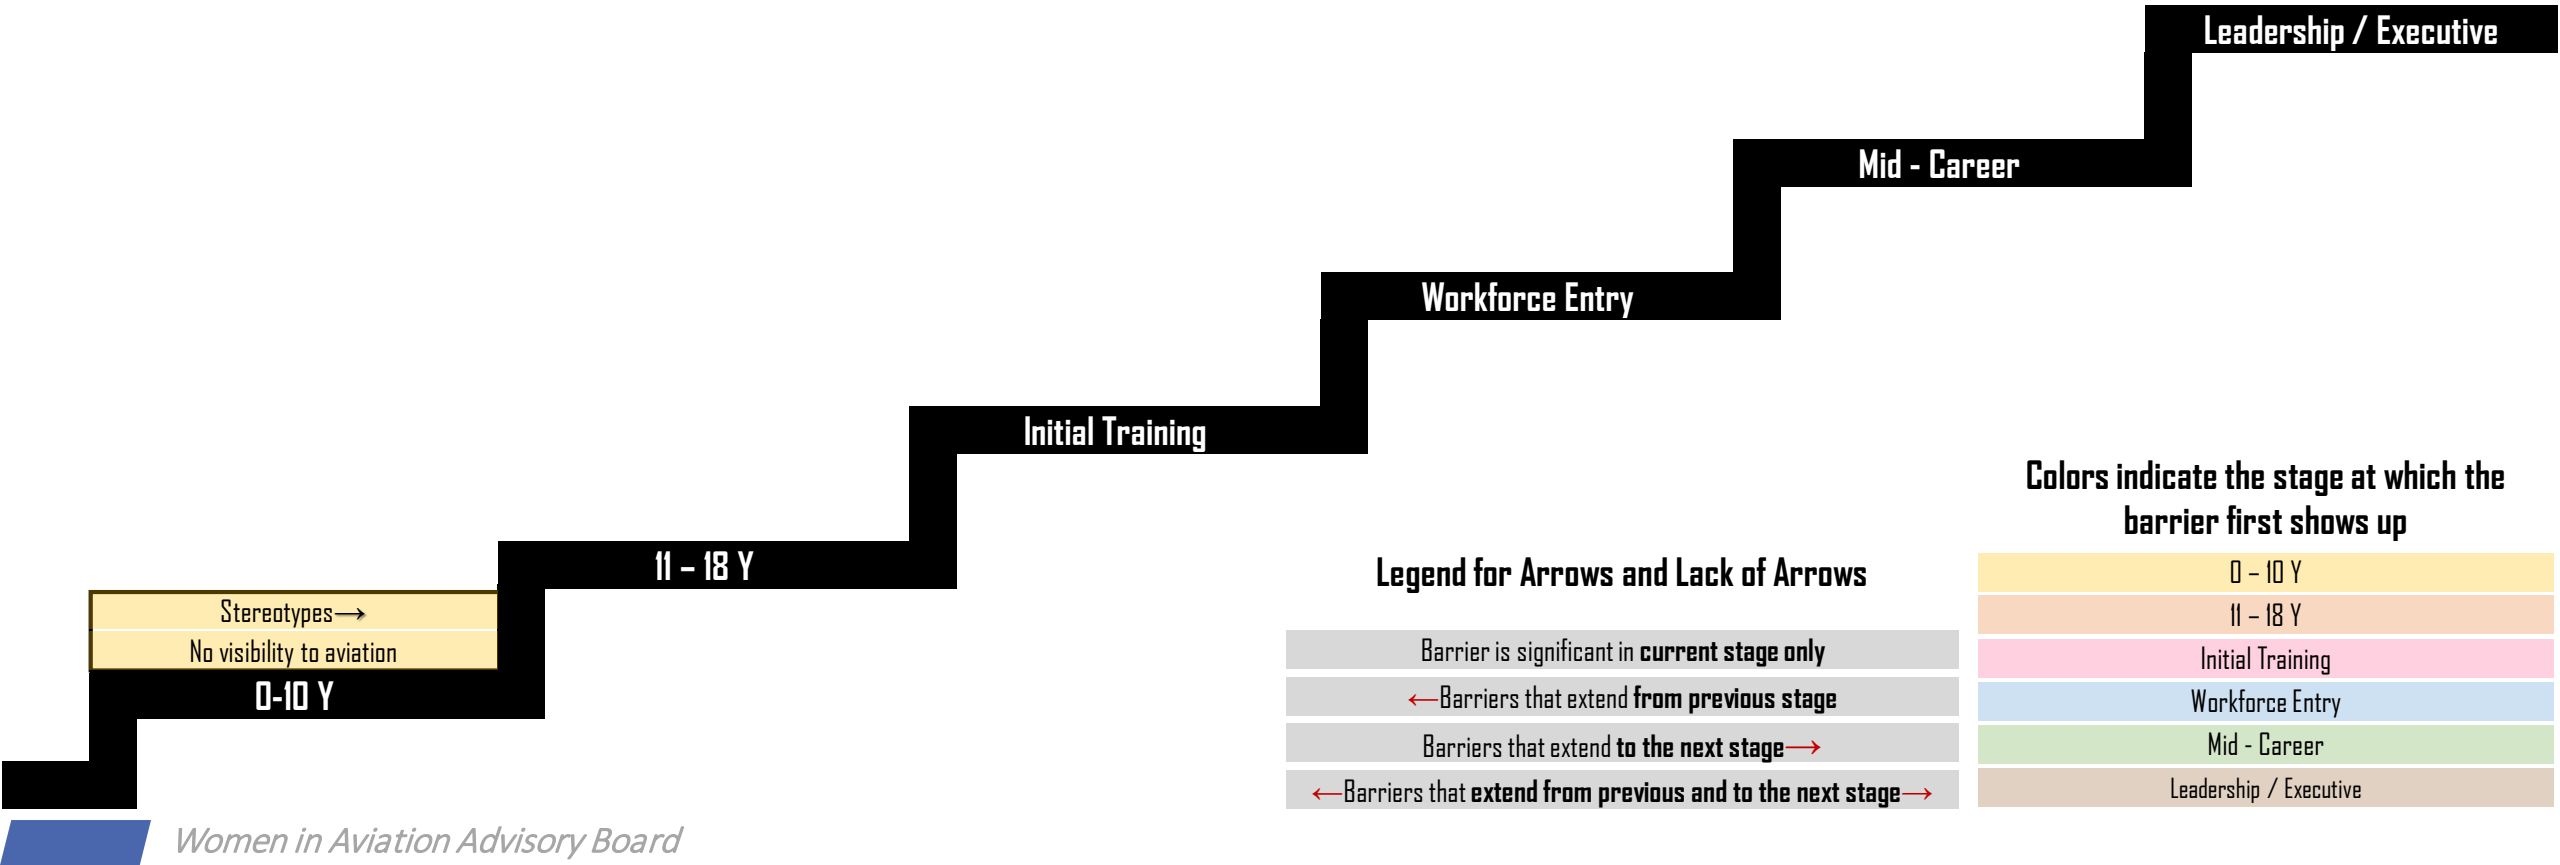 Leadership / Executive
Mid - Career
Workforce Entry
Initial Training
11 – 18 Y
Stereotypes→
No visibility to aviation
0-10 Y
Legend for Arrows and Lack of Arrows
Barrier is significant in current stage only
←Barriers that extend from previous stage
Barriers that extend to the next stage→
←Barriers that extend from previous and to the next stage→
Colors indicate the stage at which the
barrier first shows up
0 – 10 Y
11 – 18 Y
Initial Training
Workforce Entry
Mid - Career
Leadership / Executive
Women in Aviation Advisory Board